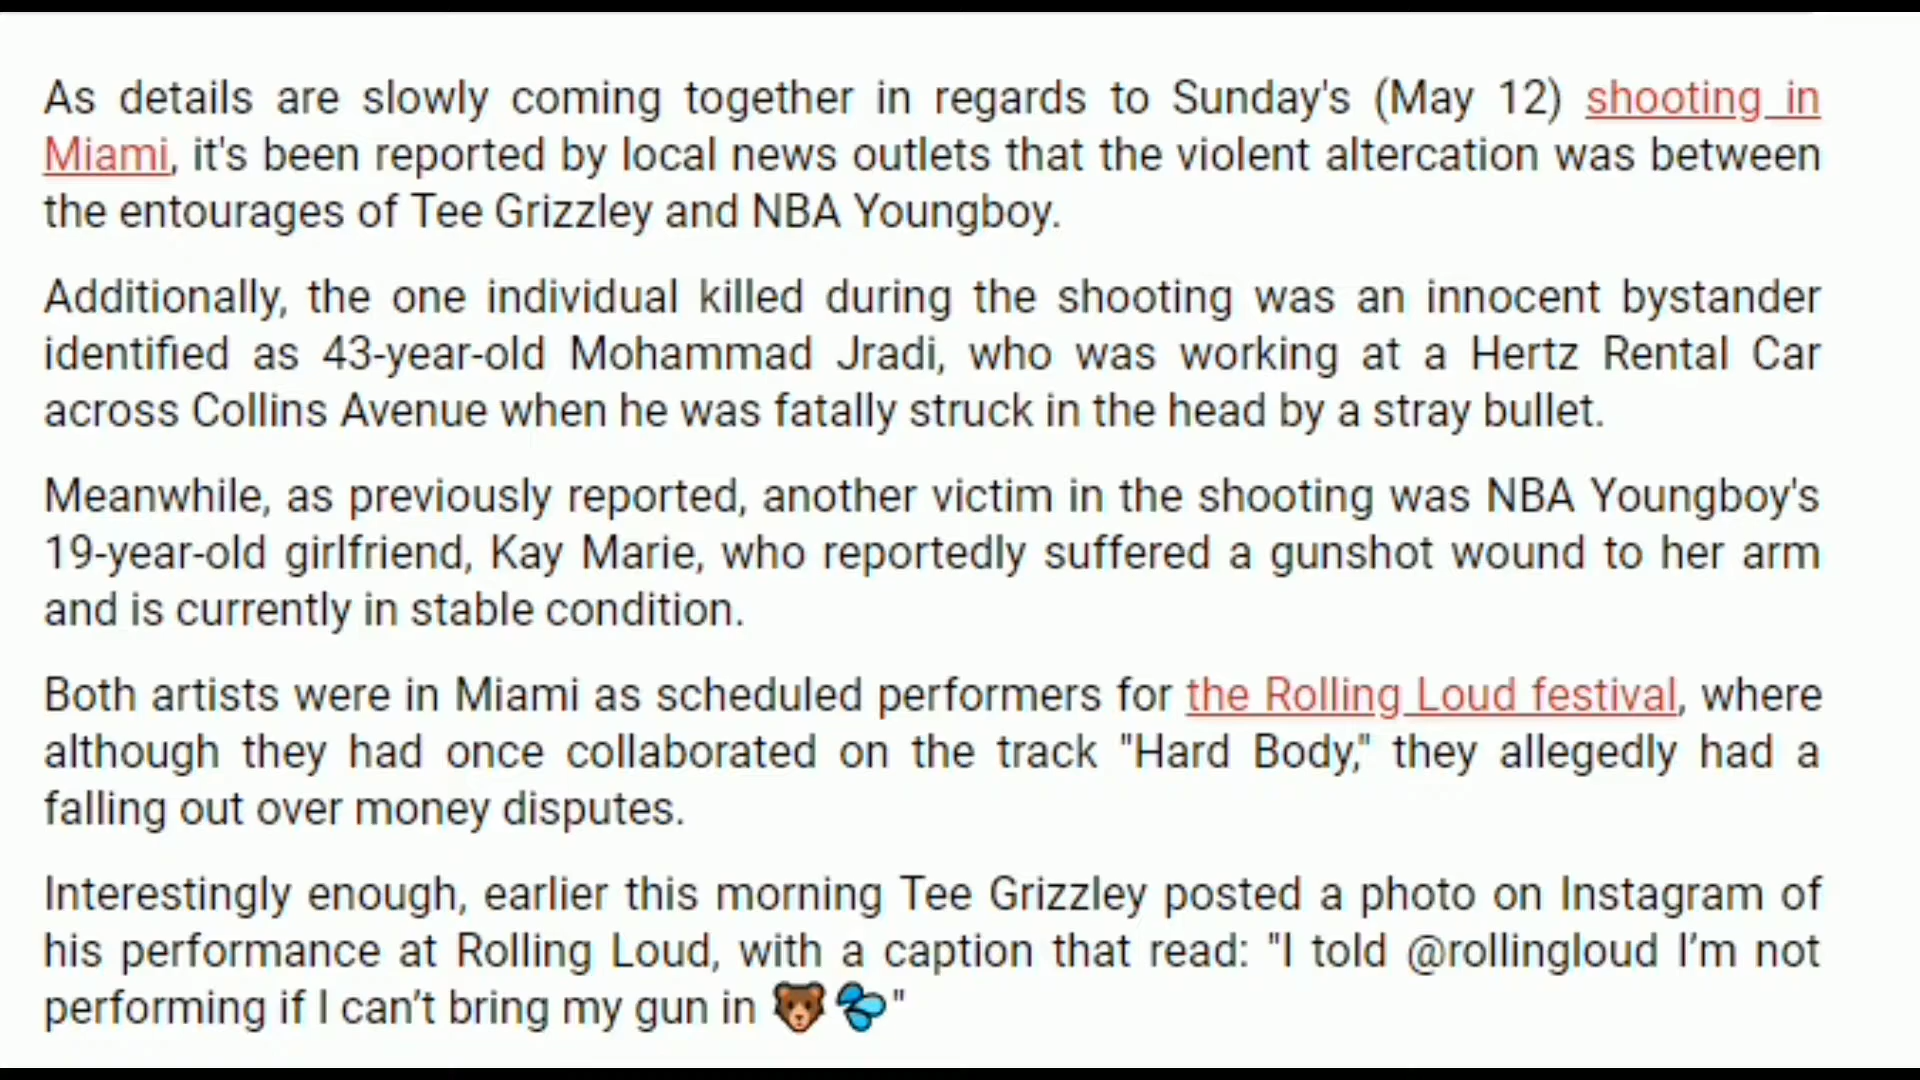 As details are slowly coming together in regards to Sunday's (May 12) shooting in
Miami, it's been reported by local news outlets that the violent altercation was between
the entourages of Tee Grizzley and NBA Youngboy.
Additionally, the one individual killed during the shooting was an innocent bystander
identified as 43-year-old Mohammad Jradi, who was working at a Hertz Rental Car
across Collins Avenue when he was fatally struck in the head by a stray bullet.
Meanwhile, as previously reported, another victim in the shooting was NBA Youngboy's
19-year-old girlfriend, Kay Marie, who reportedly suffered a gunshot wound to her arm
and is currently in stable condition.
Both artists were in Miami as scheduled performers for the Rolling Loud festival, where
although they had once collaborated on the track "Hard Body," they allegedly had a
falling out over money disputes.
Interestingly enough, earlier this morning Tee Grizzley posted a photo on Instagram of
his performance at Rolling Loud, with a caption that read: "I told @rollingloud I’m not
performing if I can’t bring my gun in 🐻💦"